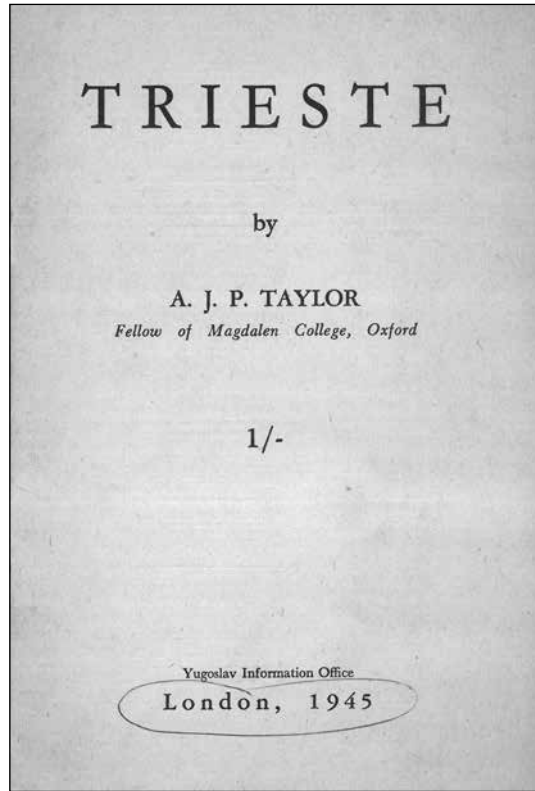 TRIESTE
by
A. J. P. TAYLOR
Fellow of Magdalen College, Oxford
1/-
Yugoslav Information Office
London, 1945